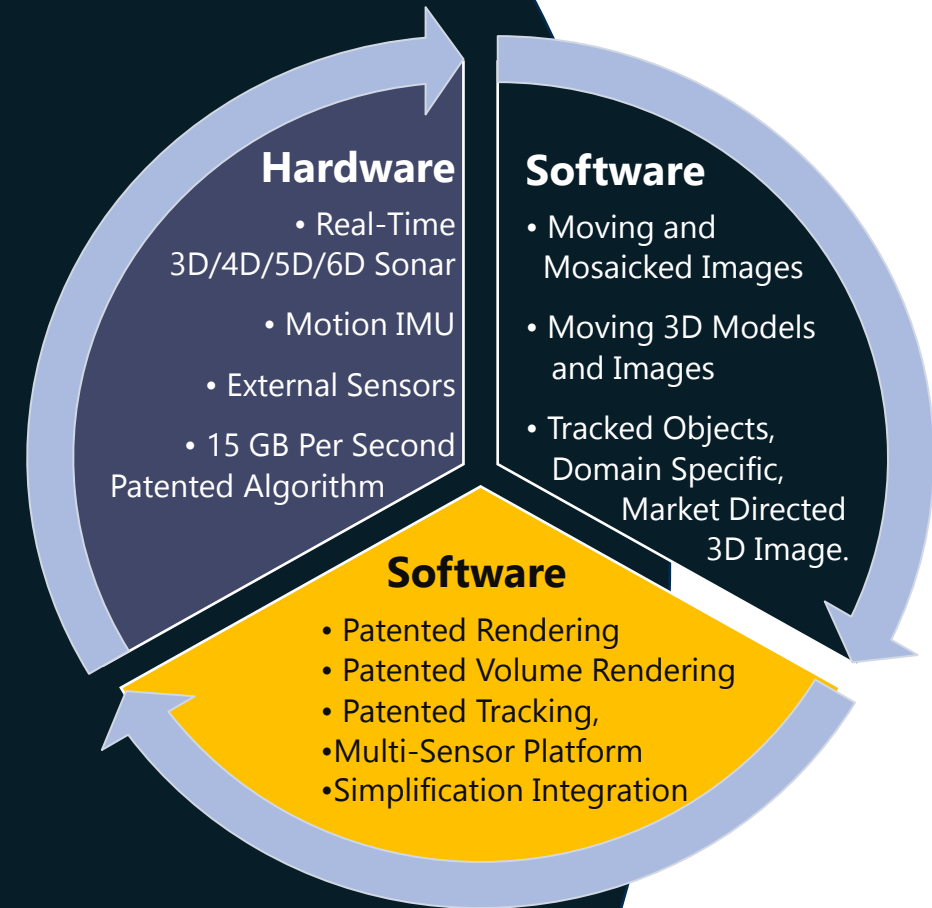 Hardware
• Real-Time
3D/4D/5D/6D Sonar
• Motion IMU
• External Sensors
• 15 GB Per Second
Patented Algorithm
Software
• Moving and
Mosaicked Images
• Moving 3D Models
and Images
• Tracked Objects,
Domain Specific,
Market Directed
3D Image.
Software
• Patented Rendering
• Patented Volume Rendering
• Patented Tracking,
•Multi-Sensor Platform
•Simplification Integration